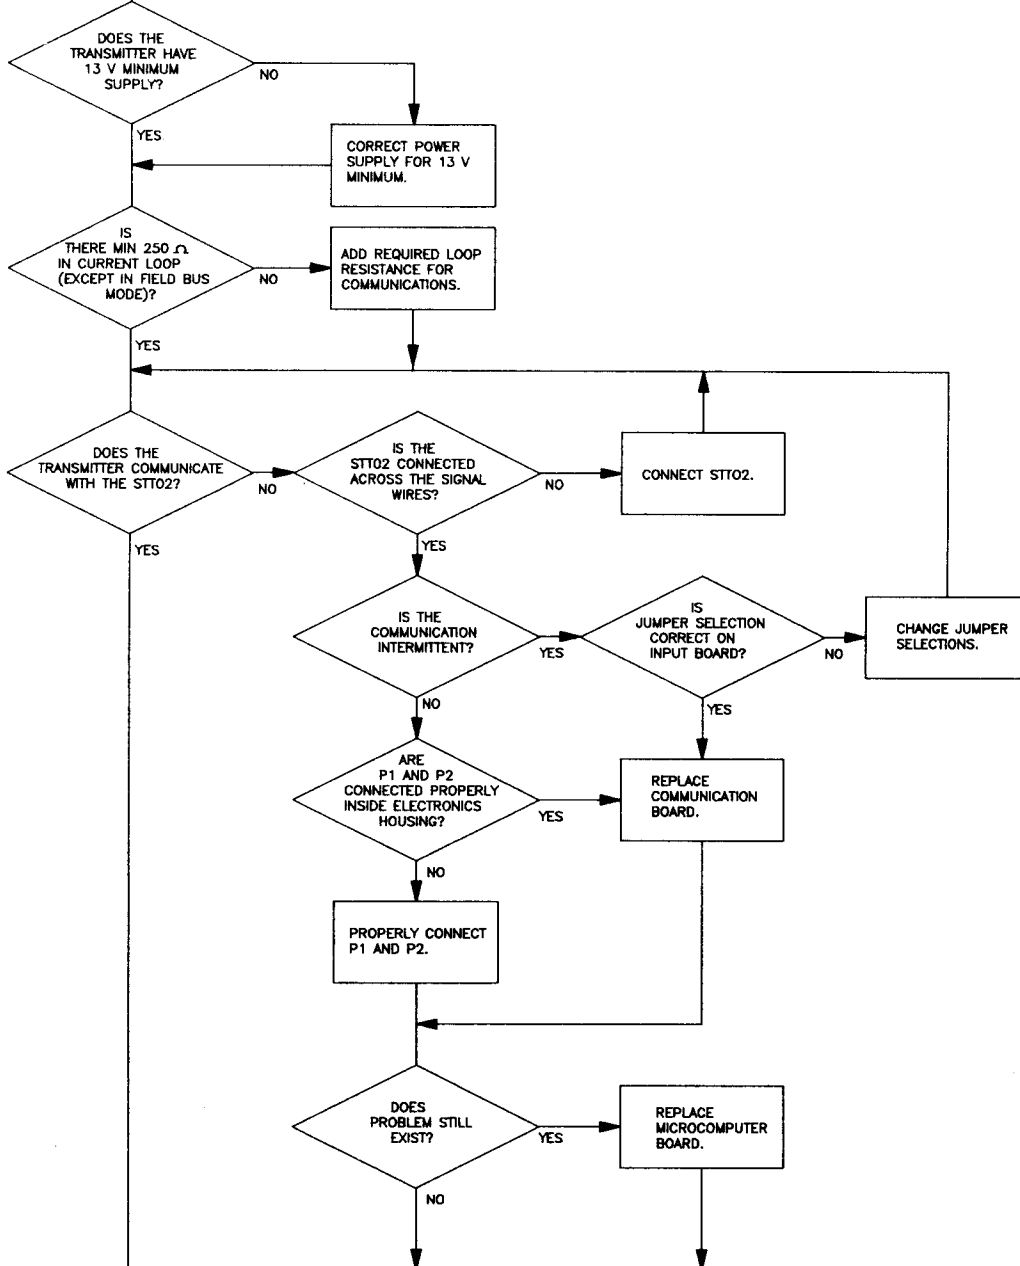 DOES THE
TRANSMITTER HAVE
13 V MINIMUM
SUPPLY?
NO
YES
CORRECT POWER
SUPPLY FOR 13 V
MINIMUM.
IS
THERE MIN 250 Ω
IN CURRENT LOOP
(EXCEPT IN FIELD BUS
MODE)?
NO
YES
ADD REQUIRED LOOP
RESISTANCE FOR
COMMUNICATIONS.
DOES THE
TRANSMITTER COMMUNICATE
WITH THE STT02?
NO
YES
IS THE
STT02 CONNECTED
ACROSS THE SIGNAL
WIRES?
NO
YES
CONNECT STT02.
IS THE
COMMUNICATION
INTERMITTENT?
YES
NO
IS
JUMPER SELECTION
CORRECT ON
INPUT BOARD?
NO
YES
CHANGE JUMPER
SELECTIONS.
ARE
P1 AND P2
CONNECTED PROPERLY
INSIDE ELECTRONICS
HOUSING?
YES
NO
REPLACE
COMMUNICATION
BOARD.
PROPERLY CONNECT
P1 AND P2.
DOES
PROBLEM STILL
EXIST?
YES
NO
REPLACE
MICROCOMPUTER
BOARD.